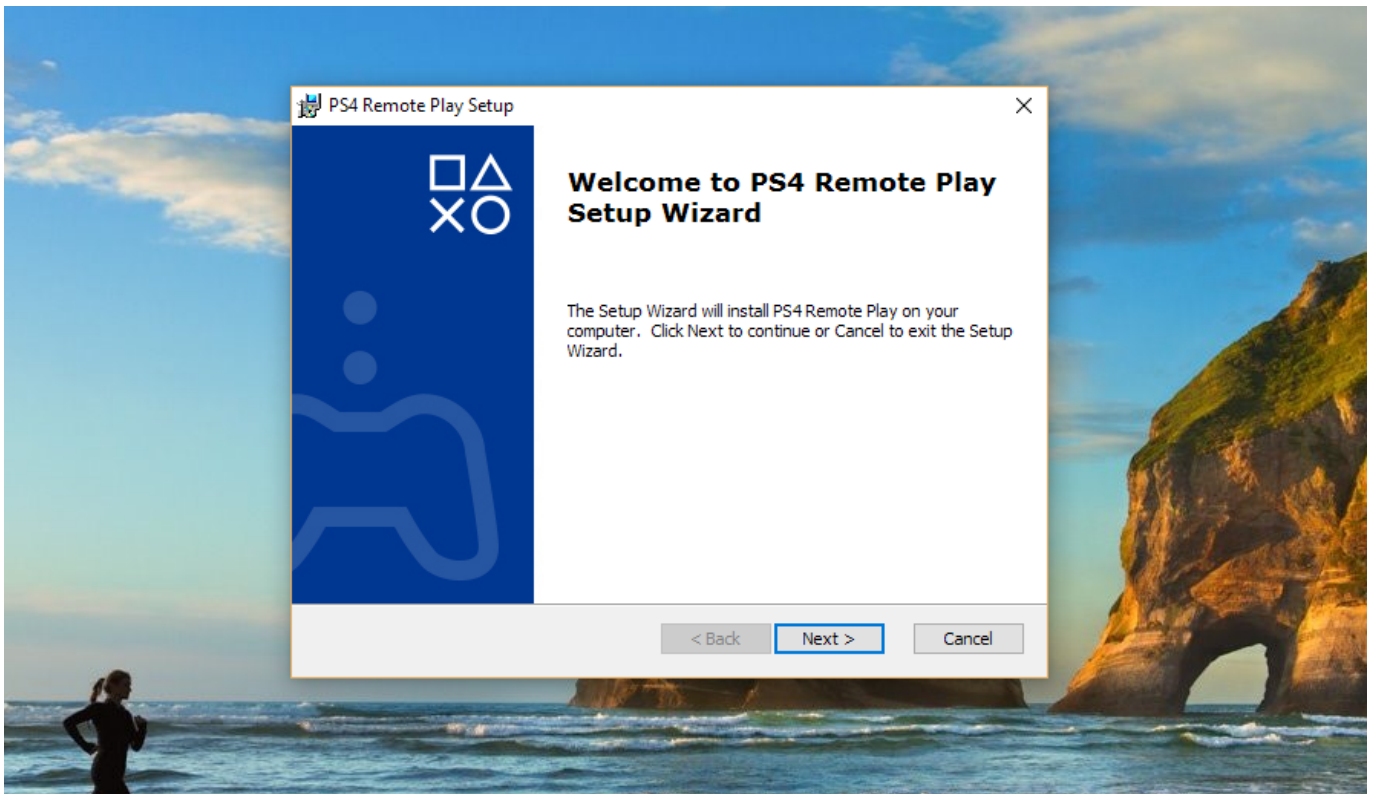 PS4 Remote Play Setup
Welcome to PS4 Remote Play
Setup Wizard
The Setup Wizard will install PS4 Remote Play on your
computer.  Click Next to continue or Cancel to exit the Setup
Wizard.
< Back
Next >
Cancel